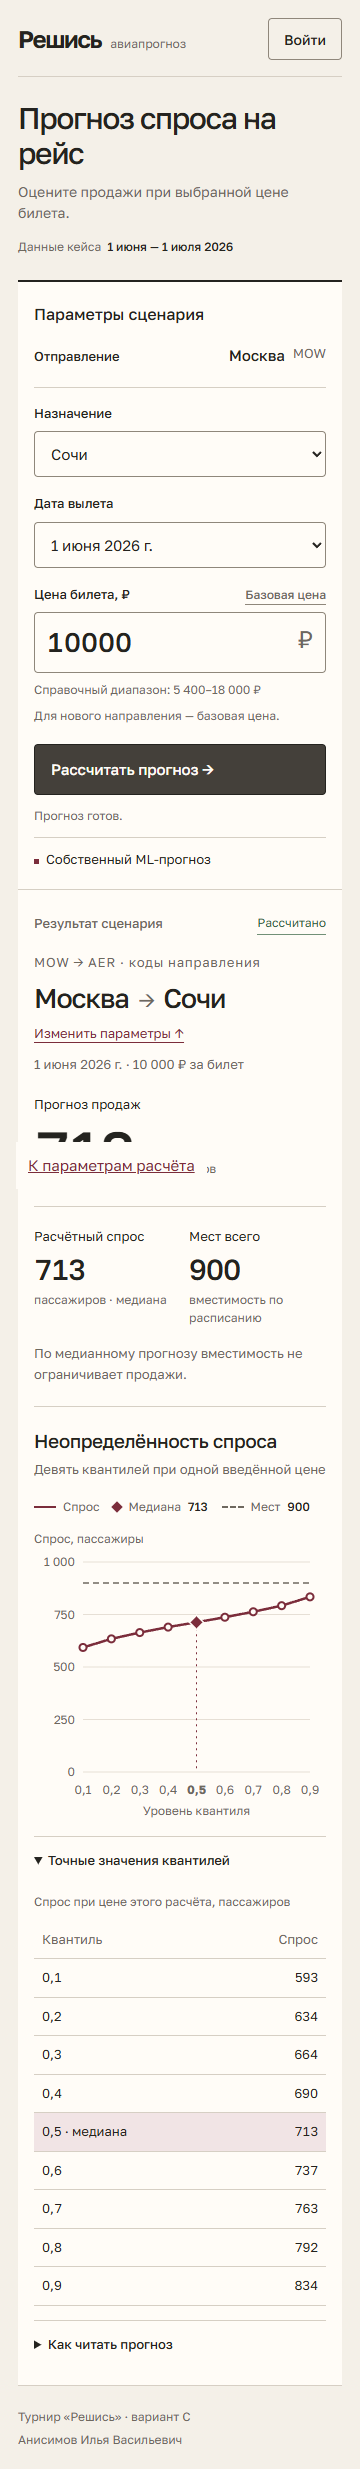 Решись авиапрогноз
Войти
Прогноз спроса на
рейс
Оцените продажи при выбранной цене
билета.
Данные кейса 1 июня — 1 июля 2026
Параметры сценария
Отправление Москва MOW
Назначение
Сочи
Дата вылета
1 июня 2026 г.
Цена билета, ₽ Базовая цена
10000 ₽
Справочный диапазон: 5 400–18 000 ₽
Для нового направления — базовая цена.
Рассчитать прогноз →
Прогноз готов.
Собственный ML-прогноз
Результат сценария Рассчитано
MOW → AER · коды направления
Москва → Сочи
Изменить параметры ↑
1 июня 2026 г. · 10 000 ₽ за билет
Прогноз продаж
К параметрам расчёта
Расчётный спрос Мест всего
713 900
пассажиров · медиана вместимость по
расписанию
По медианному прогнозу вместимость не
ограничивает продажи.
Неопределённость спроса
Девять квантилей при одной введённой цене
Спрос Медиана 713 Мест 900
Спрос, пассажиры
1 000
750
500
250
0
0,1 0,2 0,3 0,4 0,5 0,6 0,7 0,8 0,9
Уровень квантиля
▼ Точные значения квантилей
Спрос при цене этого расчёта, пассажиров
Квантиль Спрос
0,1 593
0,2 634
0,3 664
0,4 690
0,5 · медиана 713
0,6 737
0,7 763
0,8 792
0,9 834
▶ Как читать прогноз
Турнир «Решись» · вариант С
Анисимов Илья Васильевич